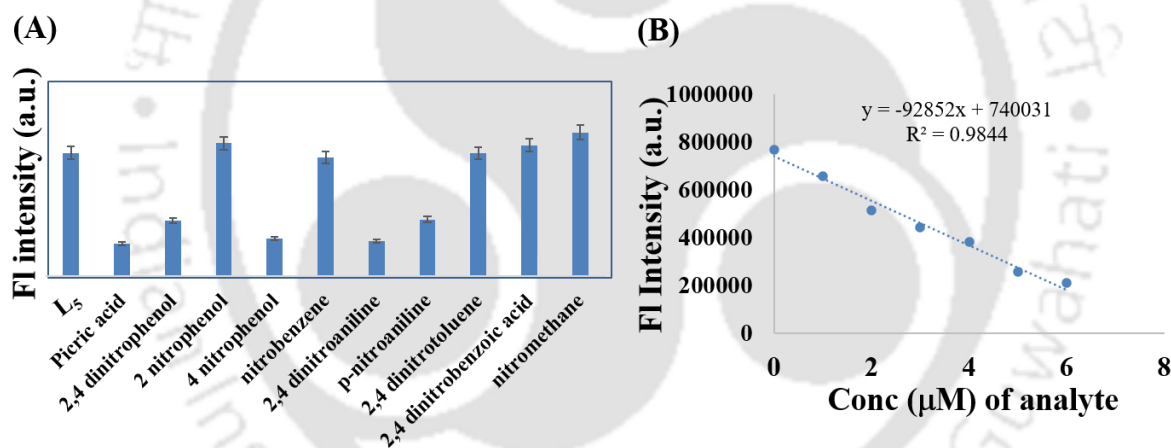 (A)
Fl intensity (a.u.)
L5
Picric acid
2,4 dinitrophenol
2 nitrophenol
4 nitrophenol
nitrobenzene
2,4 dinitroaniline
p-nitroaniline
2,4 dinitrotoluene
2,4 dinitrobenzoic acid
nitromethane
(B)
Fl Intensity (a.u.)
1000000
800000
600000
400000
200000
0
y = -92852x + 740031
R² = 0.9844
0 2 4 6 8
Conc (μM) of analyte